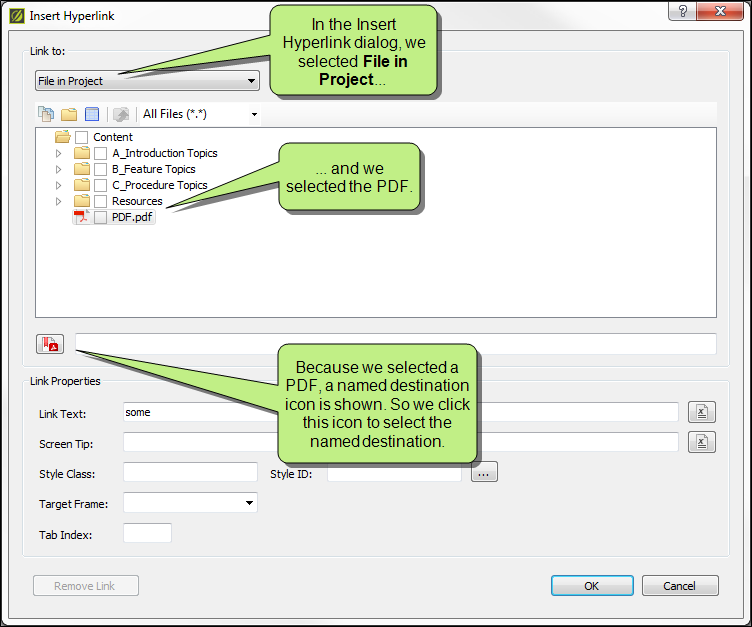 Insert Hyperlink
?
In the Insert
Hyperlink dialog, we
selected File in
Project...
Link to:
File in Project
All Files (*.*)
Content
A_Introduction Topics
B_Feature Topics
C_Procedure Topics
Resources
PDF.pdf
... and we
selected the PDF.
Because we selected a
PDF, a named destination
icon is shown. So we click
this icon to select the
named destination.
Link Properties
Link Text:
some
Screen Tip:
Style Class:
Style ID:
...
Target Frame:
Tab Index:
Remove Link
OK
Cancel